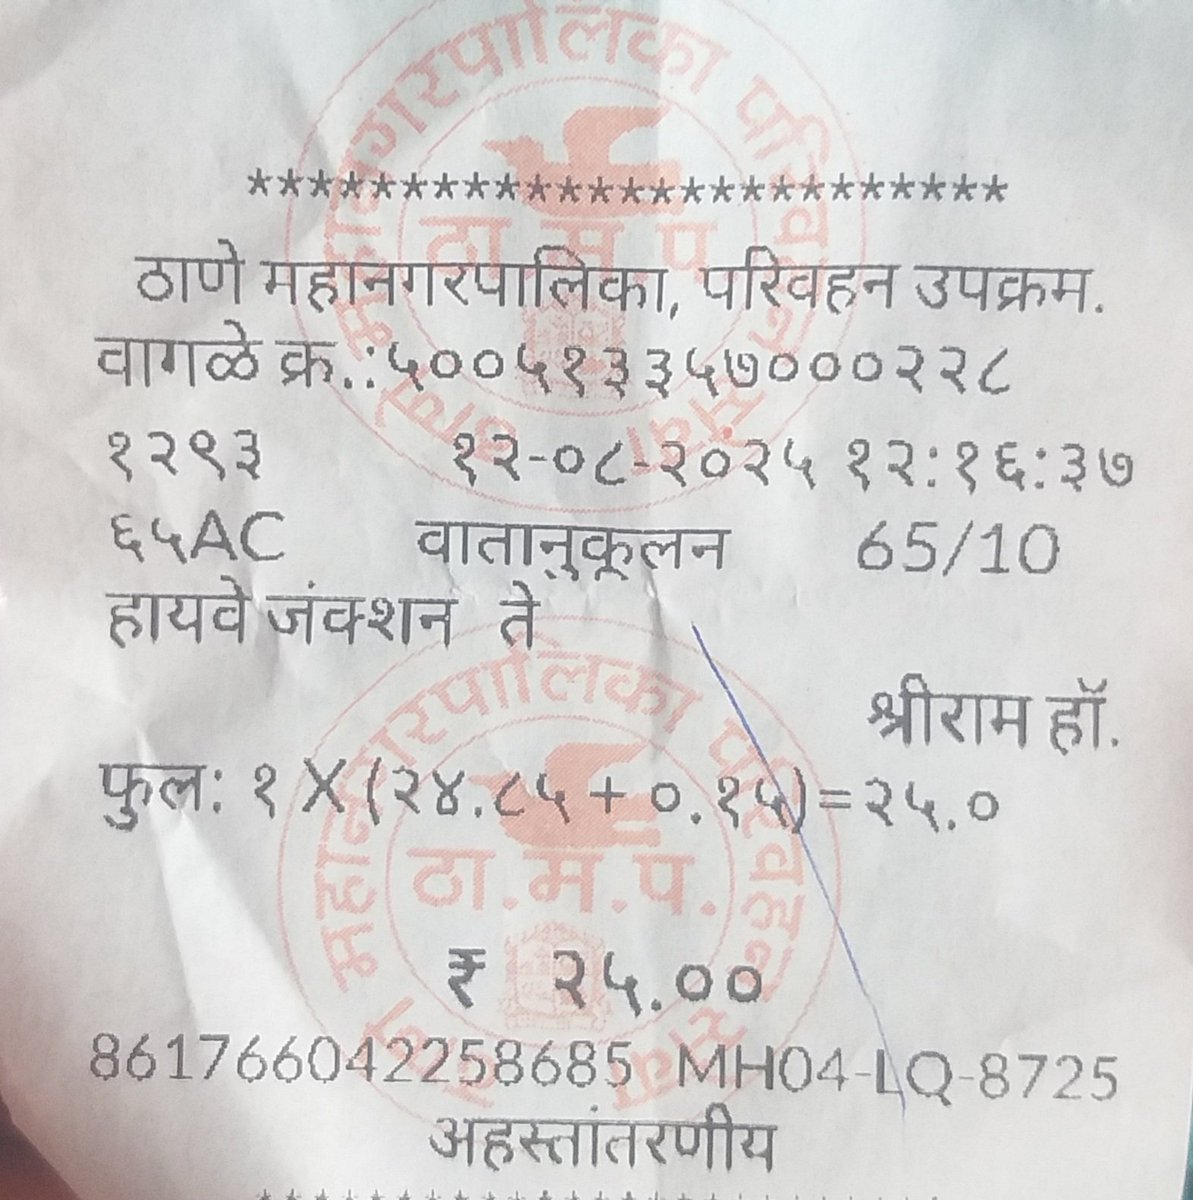 ******************************
ठाणे महानगरपालिका, परिवहन उपक्रम.
वागळे क्र.:५००५१३३५७०००२२८
१२९३ १२-०८-२०२५ १२:१६:३७
६५AC वातानुकूलन 65/10
हायवे जंक्शन ते
श्रीराम हॉ.
फुल: १ X (२४.८५ + ०.१५)=२५.०
₹ २५.००
861766042258685 MH04-LQ-8725
अहस्तांतरणीय
ठा.म.प.